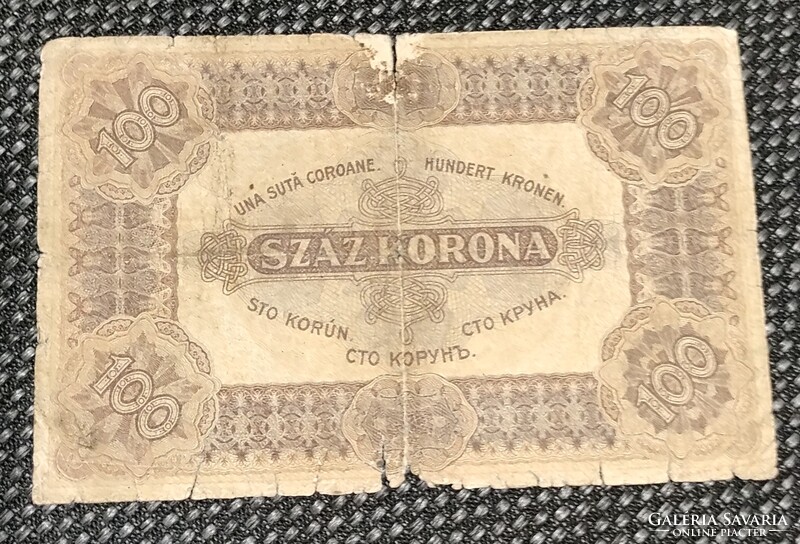 100
100
UNA SUTĂ COROANE. HUNDERT KRONEN.
SZÁZ KORONA
STO KORÚN. СТО КРУНА.
СТО КОРУНЪ.
100
100
GALERIA SAVARIA
ONLINE PIACTÉR